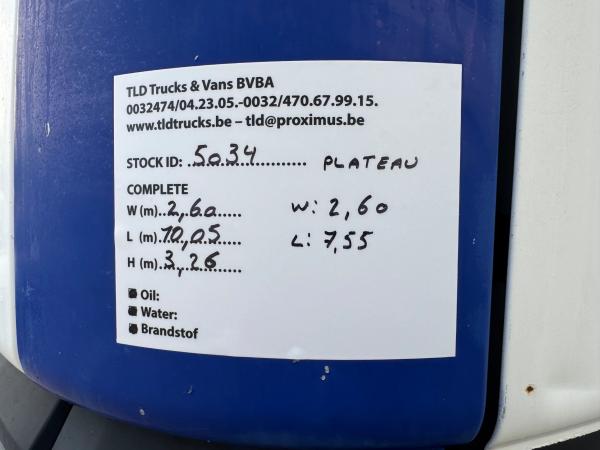 TLD Trucks & Vans BVBA
0032474/04.23.05.-0032/470.67.99.15.
www.tldtrucks.be – tld@proximus.be
STOCK ID: 5034 PLATEAU
COMPLETE
W (m) 2,60 W: 2,60
L (m) 10,05 L: 7,55
H (m) 3,26
Oil:
Water:
Brandstof